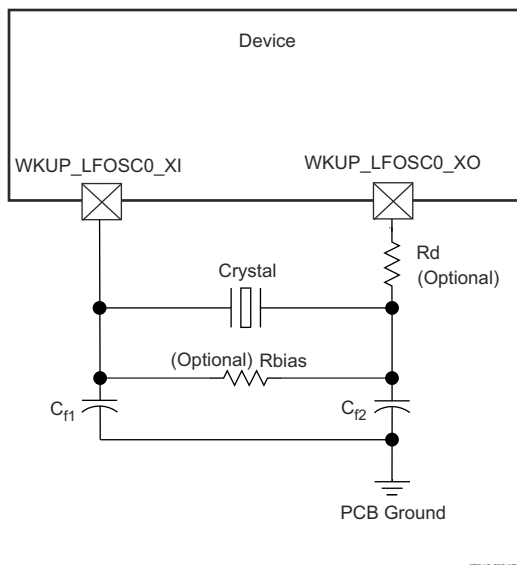 Device
WKUP_LFOSC0_XI
WKUP_LFOSC0_XO
Rd
(Optional)
Crystal
(Optional) Rbias
Cf1
Cf2
PCB Ground